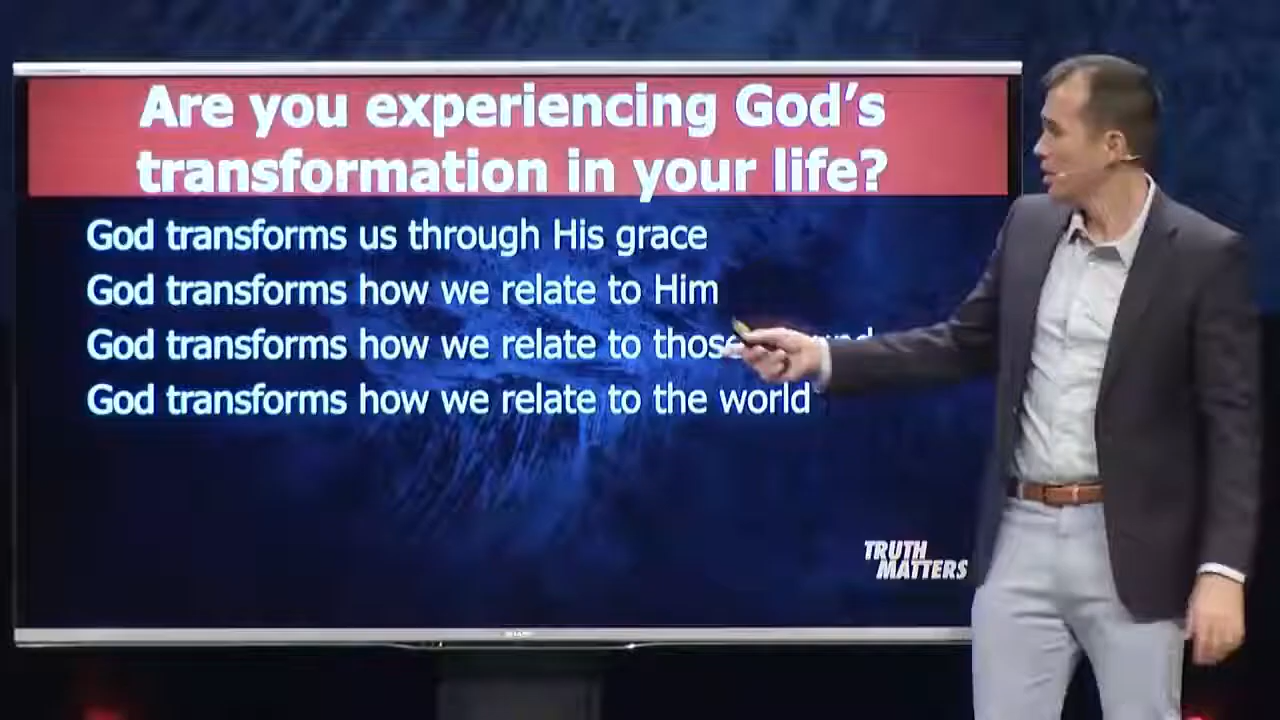 Are you experiencing God's
transformation in your life?
God transforms us through His grace
God transforms how we relate to Him
God transforms how we relate to those
God transforms how we relate to the world
TRUTH
MATTERS